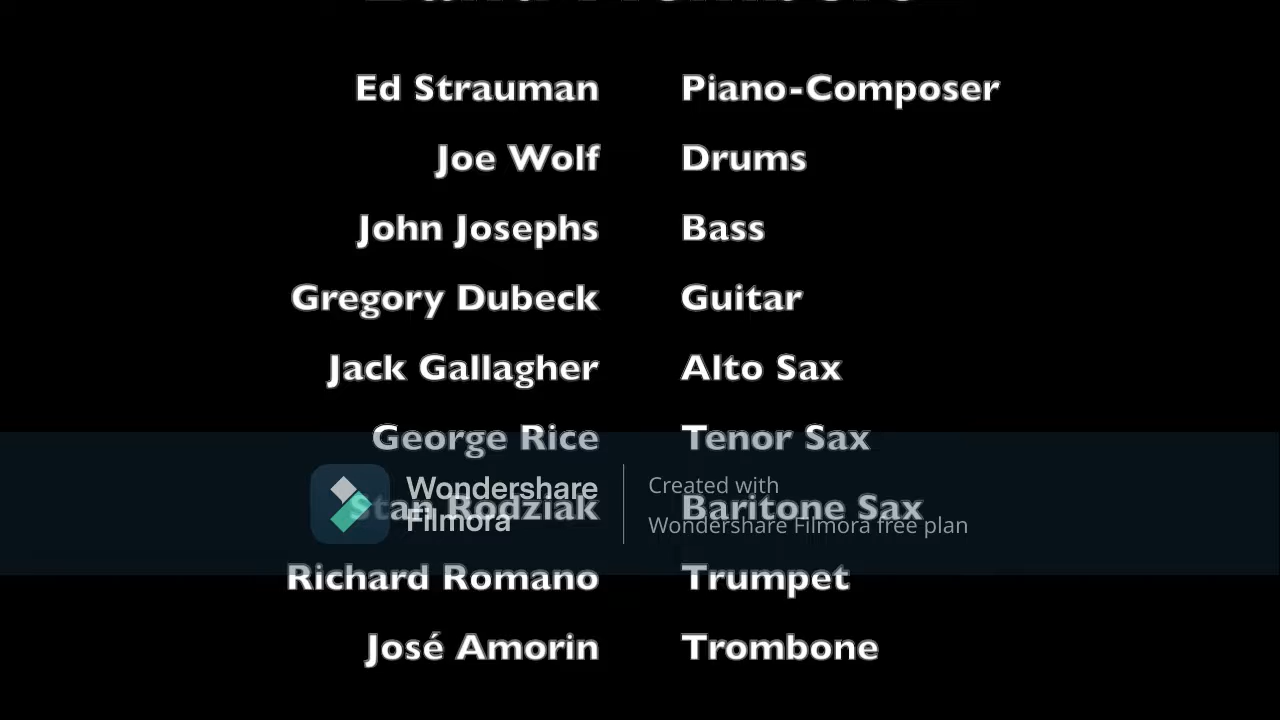 Band Members
Ed Strauman Piano-Composer
Joe Wolf Drums
John Josephs Bass
Gregory Dubeck Guitar
Jack Gallagher Alto Sax
George Rice Tenor Sax
Stan Rodziak Baritone Sax
Wondershare
Filmora
Created with
Wondershare Filmora free plan
Richard Romano Trumpet
José Amorin Trombone